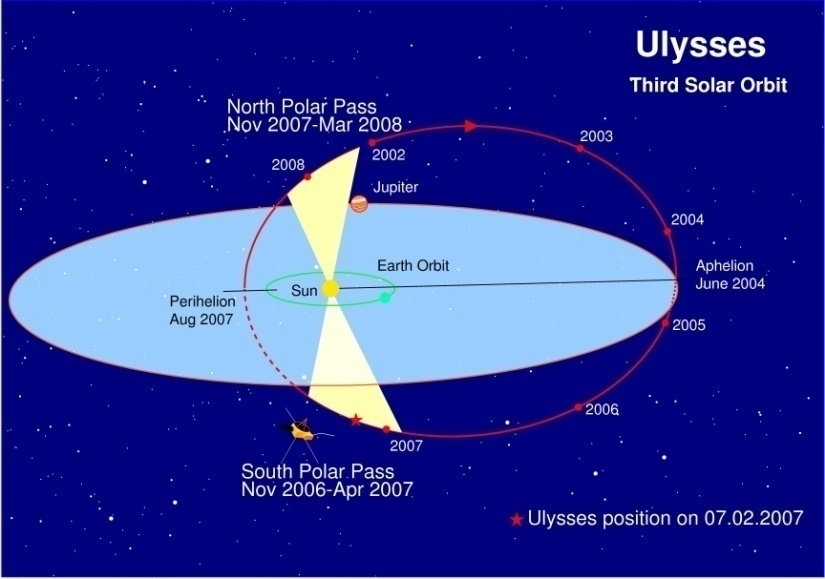 Ulysses
Third Solar Orbit
North Polar Pass
Nov 2007-Mar 2008
2002
2003
2008
Jupiter
2004
Earth Orbit
Aphelion
June 2004
Sun
Perihelion
Aug 2007
2005
2006
2007
South Polar Pass
Nov 2006-Apr 2007
Ulysses position on 07.02.2007